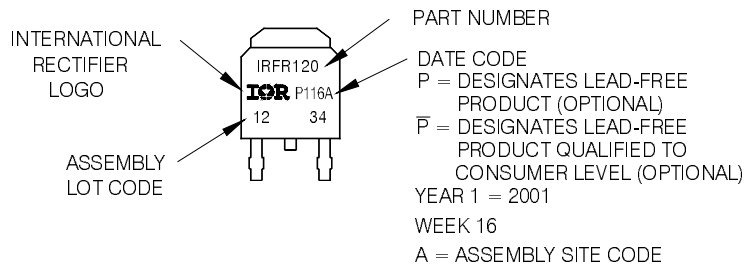 INTERNATIONAL
RECTIFIER
LOGO
ASSEMBLY
LOT CODE
IRFR120
IOR P116A
12 34
PART NUMBER
DATE CODE
P = DESIGNATES LEAD-FREE
PRODUCT (OPTIONAL)
P̅ = DESIGNATES LEAD-FREE
PRODUCT QUALIFIED TO
CONSUMER LEVEL (OPTIONAL)
YEAR 1 = 2001
WEEK 16
A = ASSEMBLY SITE CODE